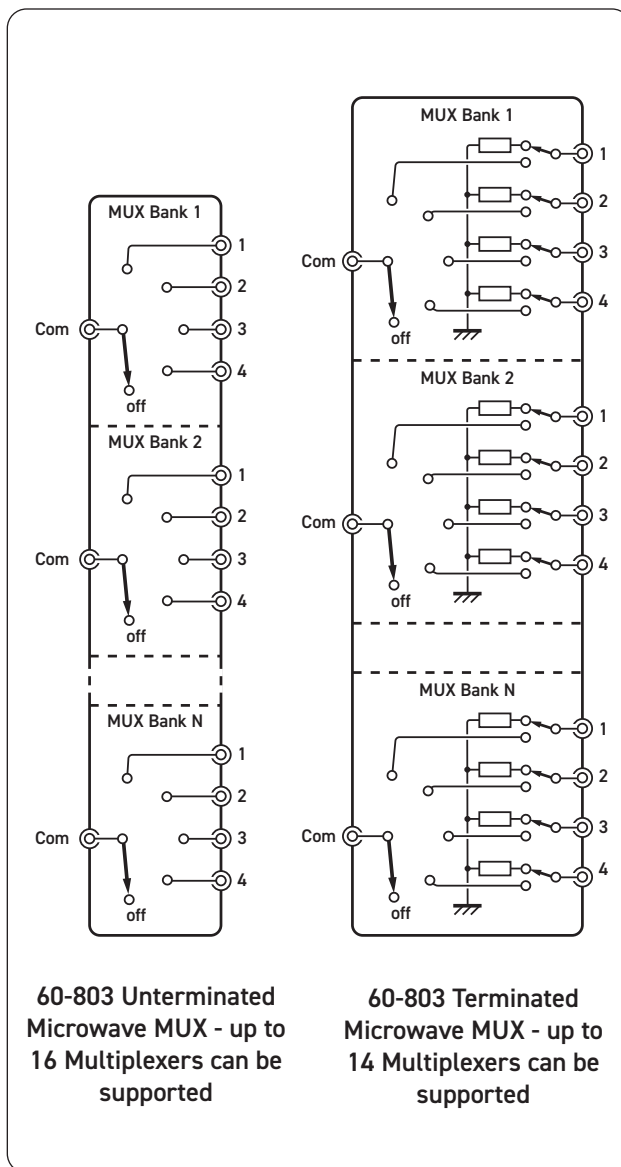 MUX Bank 1
1
2
Com
3
4
off
MUX Bank 2
1
2
Com
3
4
off
MUX Bank N
1
2
Com
3
4
off
60-803 Unterminated
Microwave MUX - up to
16 Multiplexers can be
supported
MUX Bank 1
1
2
Com
3
4
off
MUX Bank 2
1
2
Com
3
4
off
MUX Bank N
1
2
Com
3
4
off
60-803 Terminated
Microwave MUX - up to
14 Multiplexers can be
supported